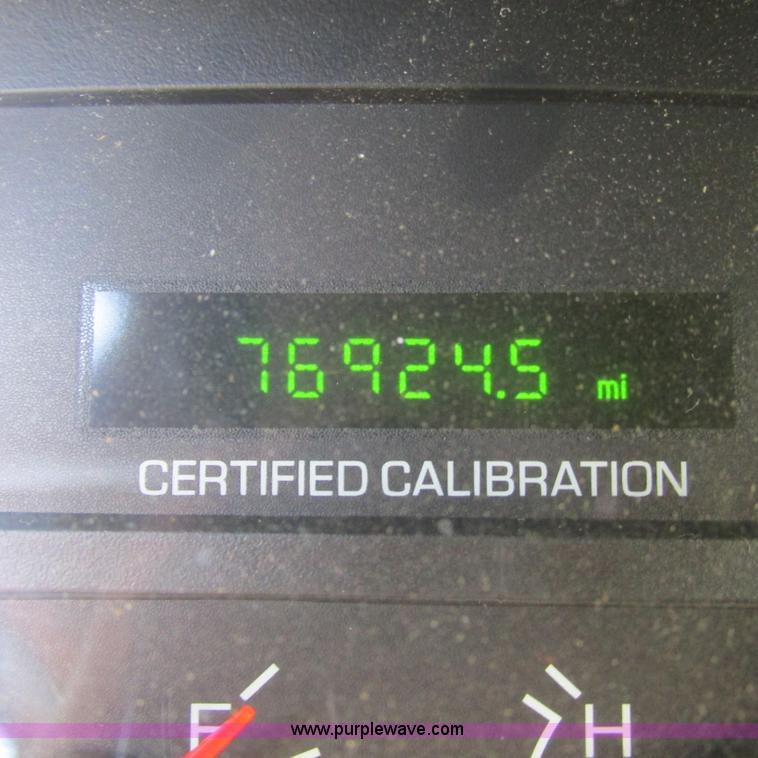 76924.5 mi
CERTIFIED CALIBRATION
F H
www.purplewave.com